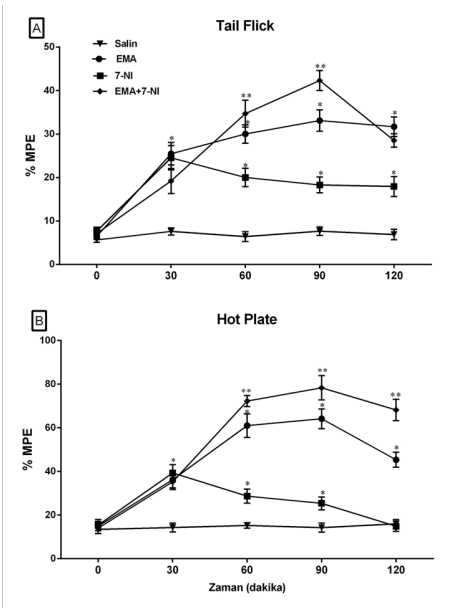 A
Tail Flick
Salin
EMA
7-NI
EMA+7-NI
% MPE
50
40
30
20
10
0
* ** * * ** * * * *
0 30 60 90 120
B
Hot Plate
% MPE
100
80
60
40
20
0
* ** * * ** * * ** *
0 30 60 90 120
Zaman (dakika)